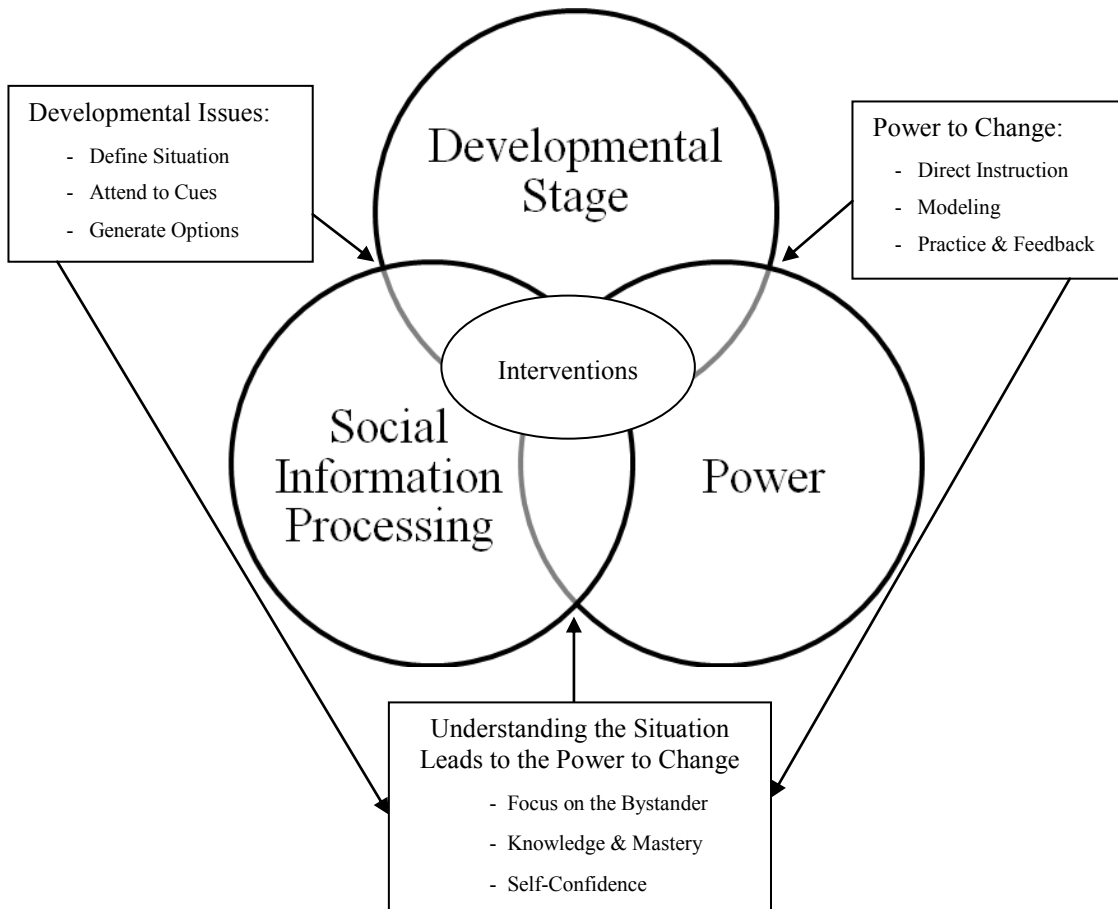 Developmental Issues:
- Define Situation
- Attend to Cues
- Generate Options
Developmental
Stage
Power to Change:
- Direct Instruction
- Modeling
- Practice & Feedback
Interventions
Social
Information
Processing
Power
Understanding the Situation
Leads to the Power to Change
- Focus on the Bystander
- Knowledge & Mastery
- Self-Confidence